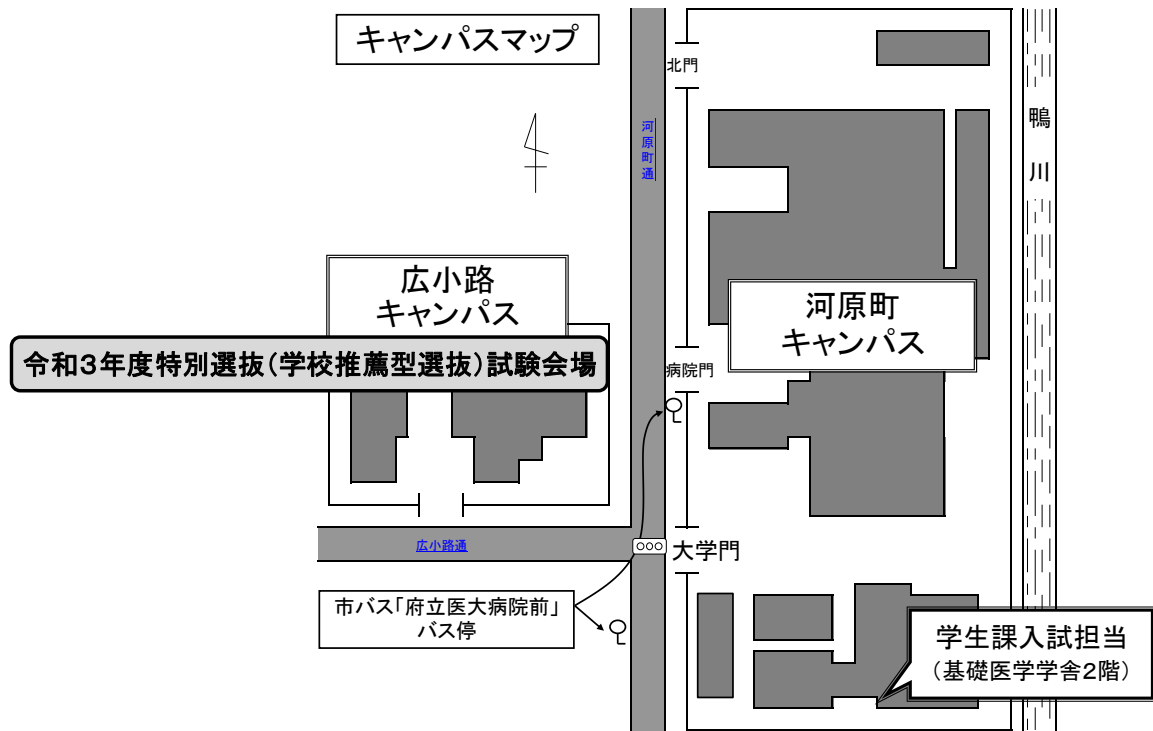 キャンパスマップ
北門
河原町通
鴨川
広小路
キャンパス
河原町
キャンパス
令和3年度特別選抜(学校推薦型選抜)試験会場
病院門
広小路通
大学門
市バス「府立医大病院前」
バス停
学生課入試担当
(基礎医学学舎2階)